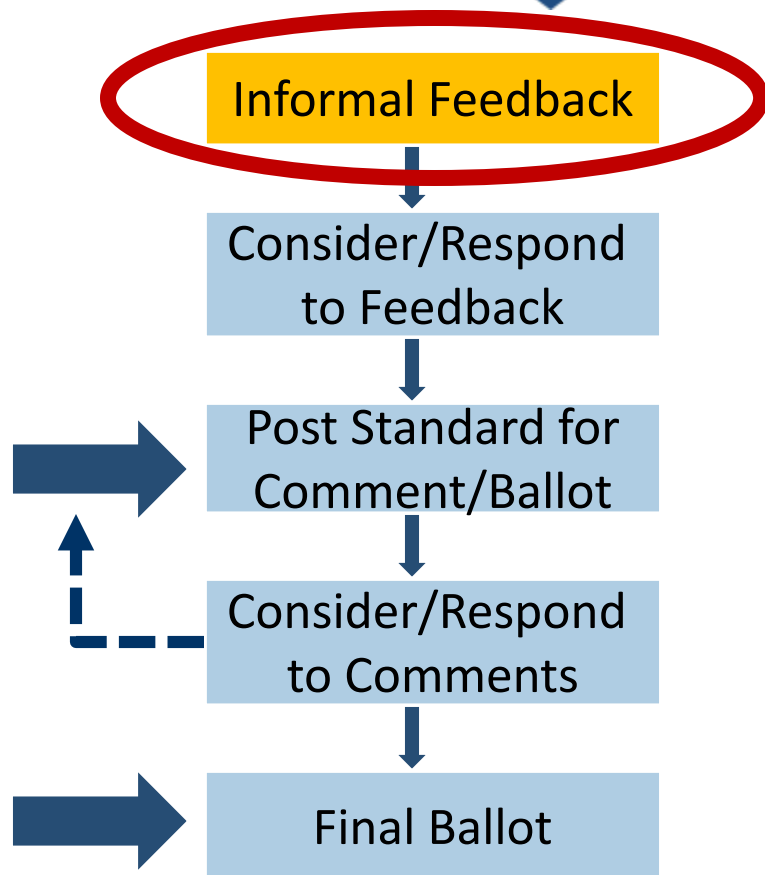 Informal Feedback
Consider/Respond
to Feedback
Post Standard for
Comment/Ballot
Consider/Respond
to Comments
Final Ballot